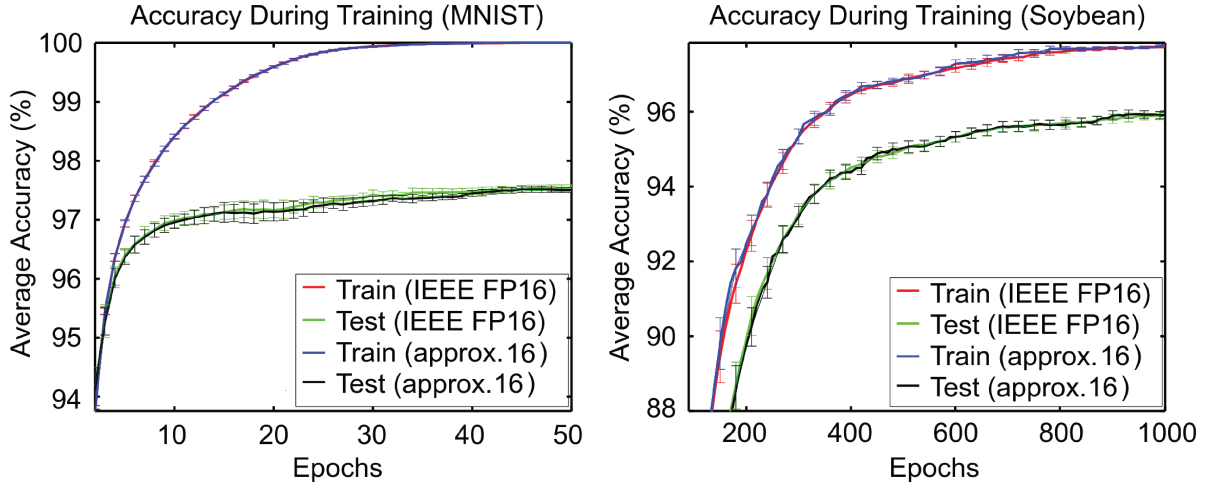 Accuracy During Training (MNIST)
Average Accuracy (%)
100
99
98
97
96
95
94
10
20
30
40
50
Epochs
Train (IEEE FP16)
Test (IEEE FP16)
Train (approx.16)
Test (approx.16)
Accuracy During Training (Soybean)
Average Accuracy (%)
96
94
92
90
88
200
400
600
800
1000
Epochs
Train (IEEE FP16)
Test (IEEE FP16)
Train (approx.16)
Test (approx.16)